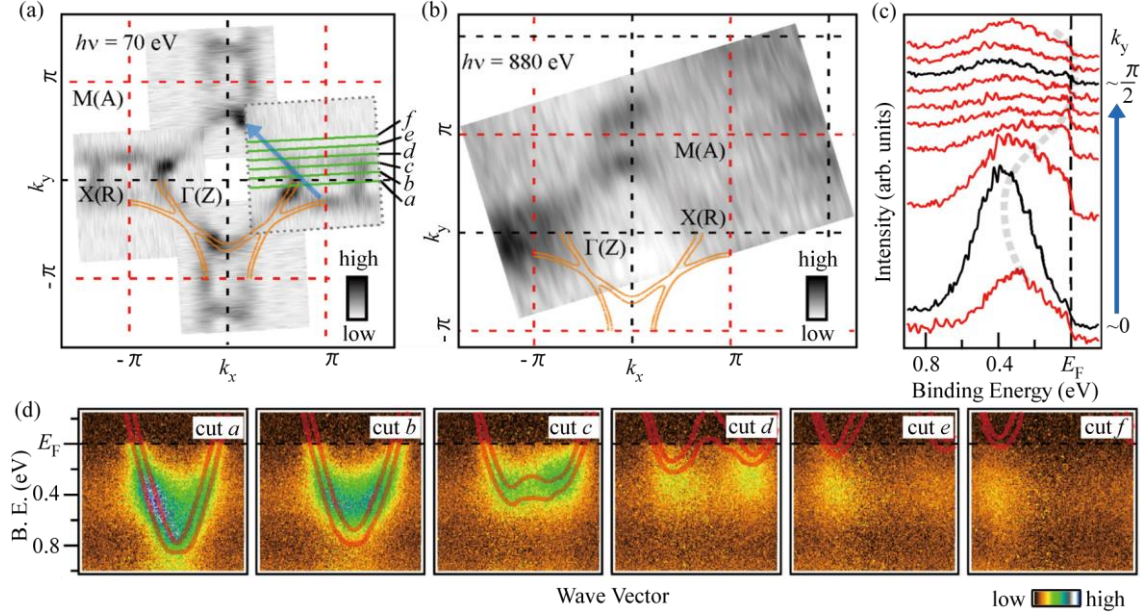 (a)
hν = 70 eV
π
M(A)
X(R)
Γ(Z)
k_y
-π
f
e
d
c
b
a
high
low
-π
π
k_x
(b)
hν = 880 eV
π
M(A)
X(R)
k_y
Γ(Z)
-π
high
low
-π
π
k_x
(c)
k_y
~π/2
~0
Intensity (arb. units)
0.8
0.4
E_F
Binding Energy (eV)
(d)
cut a
cut b
cut c
cut d
cut e
cut f
E_F
0.4
0.8
B. E. (eV)
Wave Vector
low
high